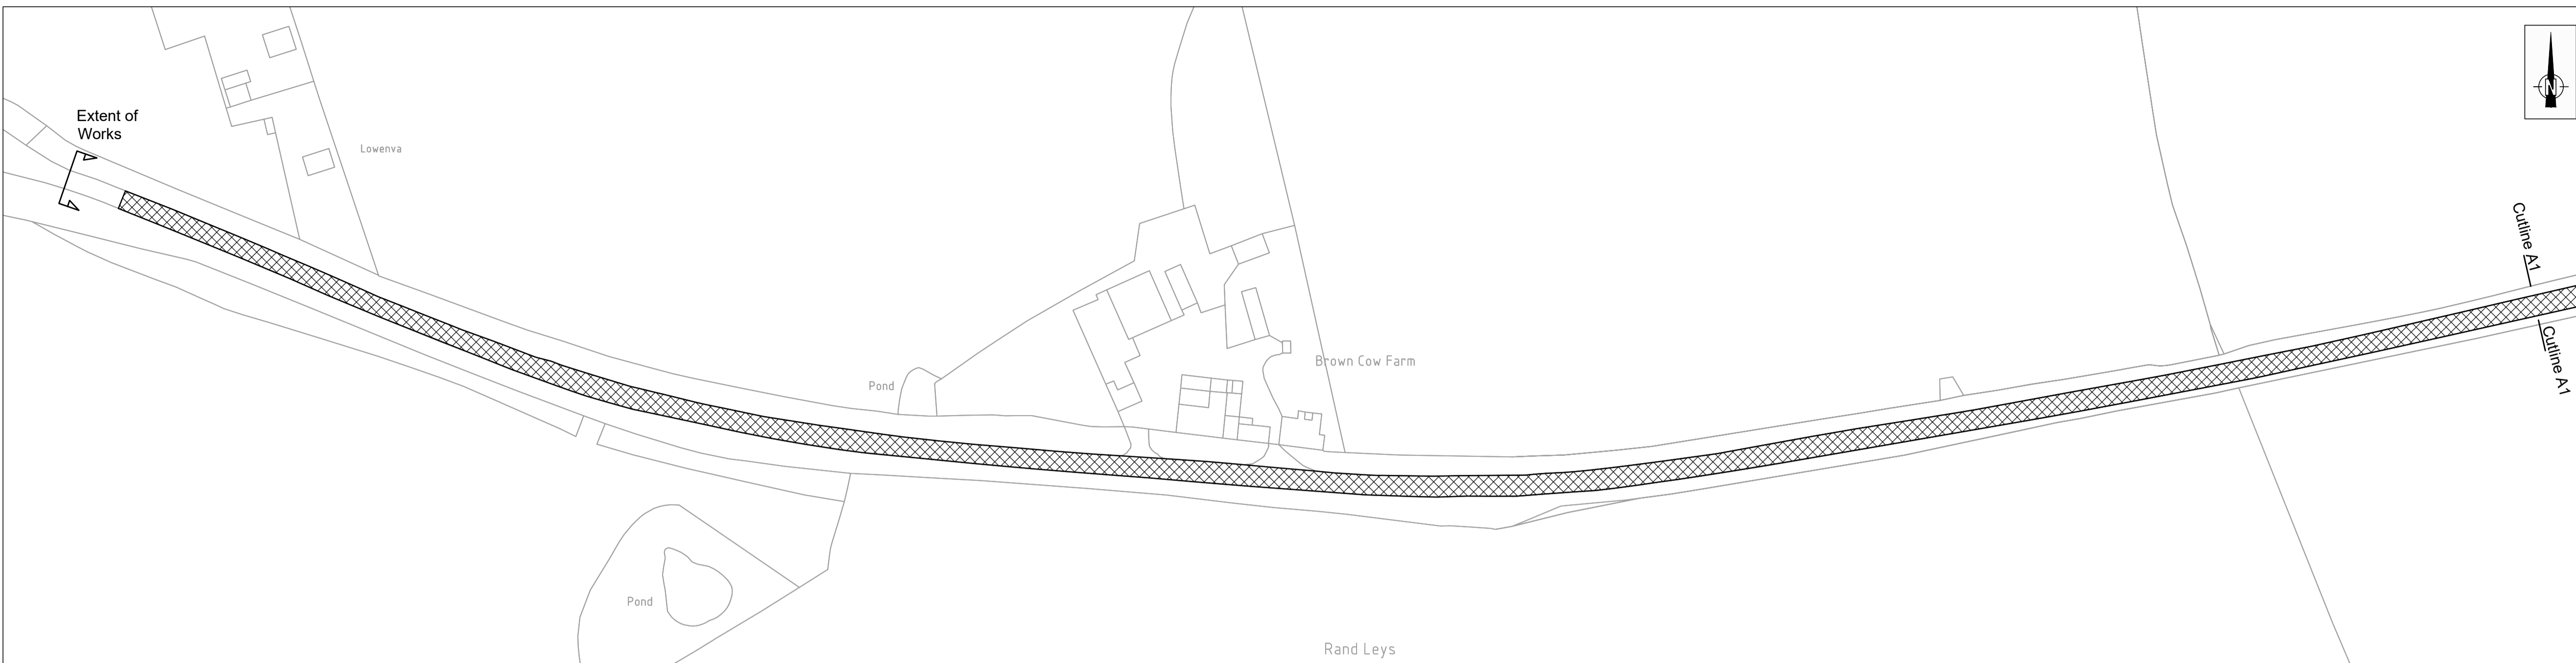 Extent of
Works
Lowenva
N
Cutline A1
Cutline A1
Brown Cow Farm
Pond
Pond
Rand Leys